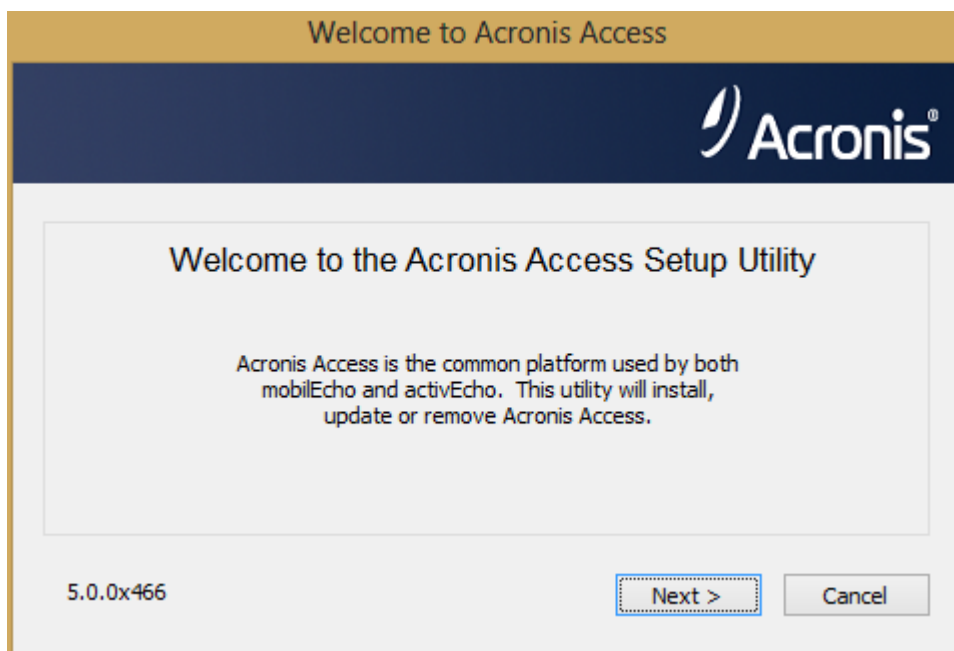 Welcome to Acronis Access
Acronis®
Welcome to the Acronis Access Setup Utility
Acronis Access is the common platform used by both
mobilEcho and activEcho.  This utility will install,
update or remove Acronis Access.
5.0.0x466
Next >
Cancel